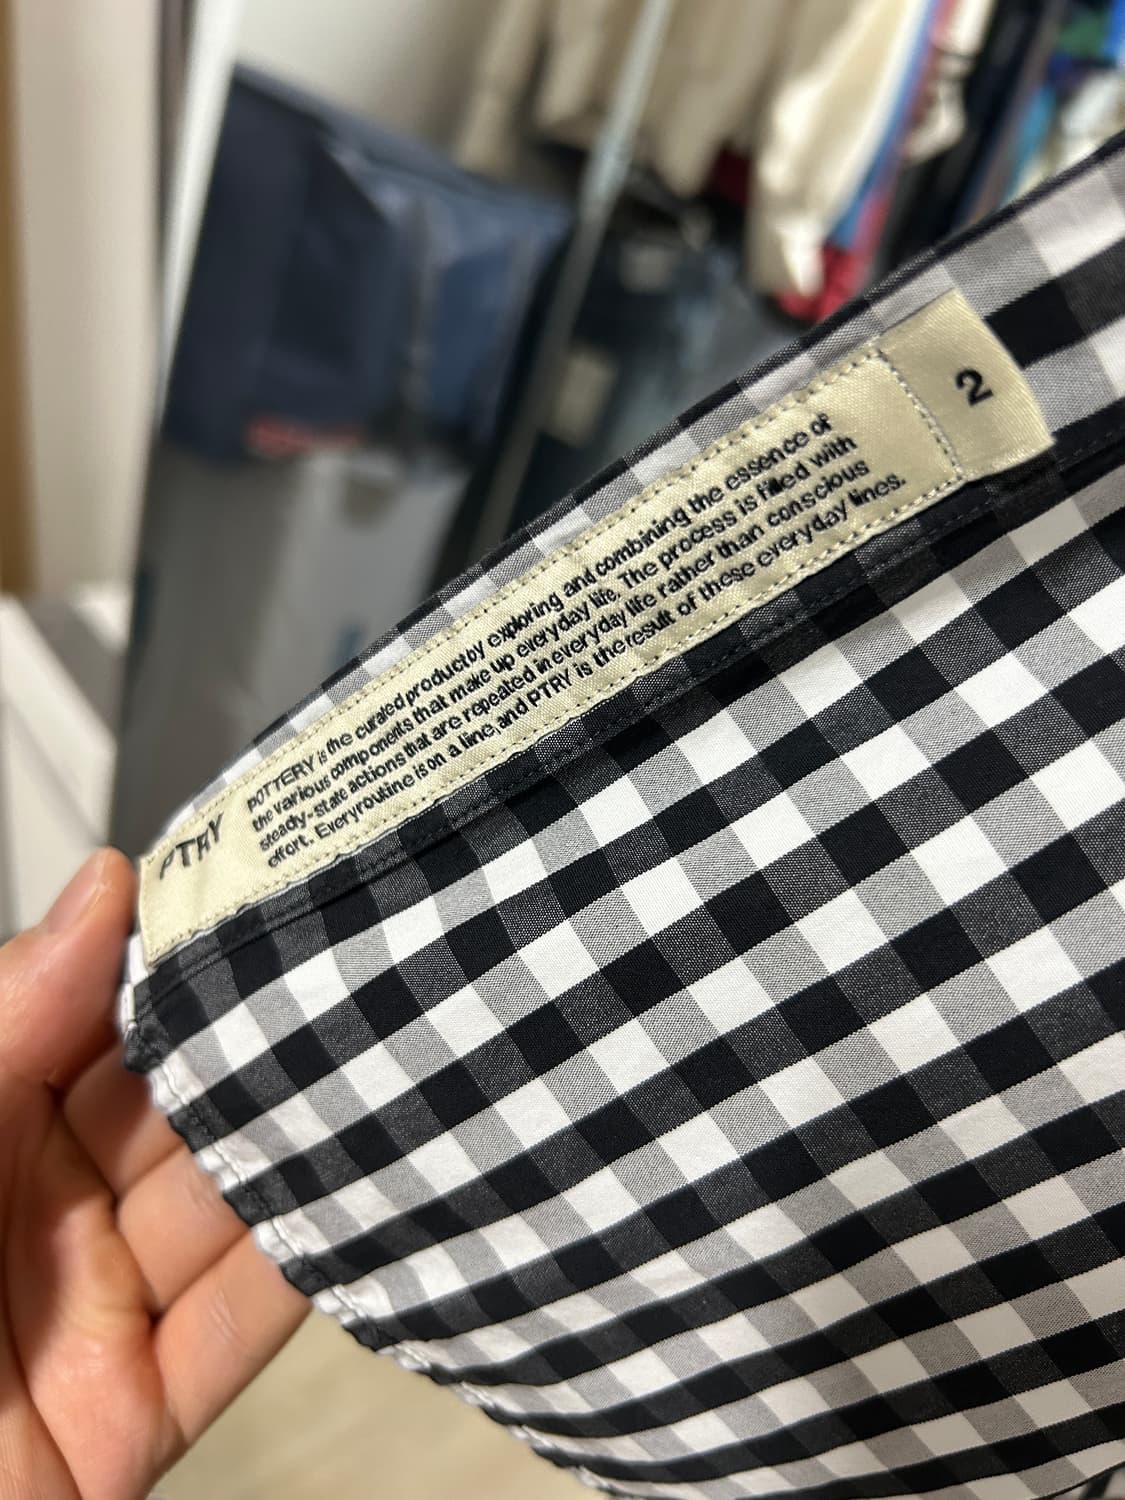 PTRY
POTTERY is the curated product by exploring and combining the essence of
the various components that make up everyday life. The process is filled with
steady-state actions that are repeated in everyday life rather than conscious
effort. Every routine is on a line, and PTRY is the result of these everyday lines.
2